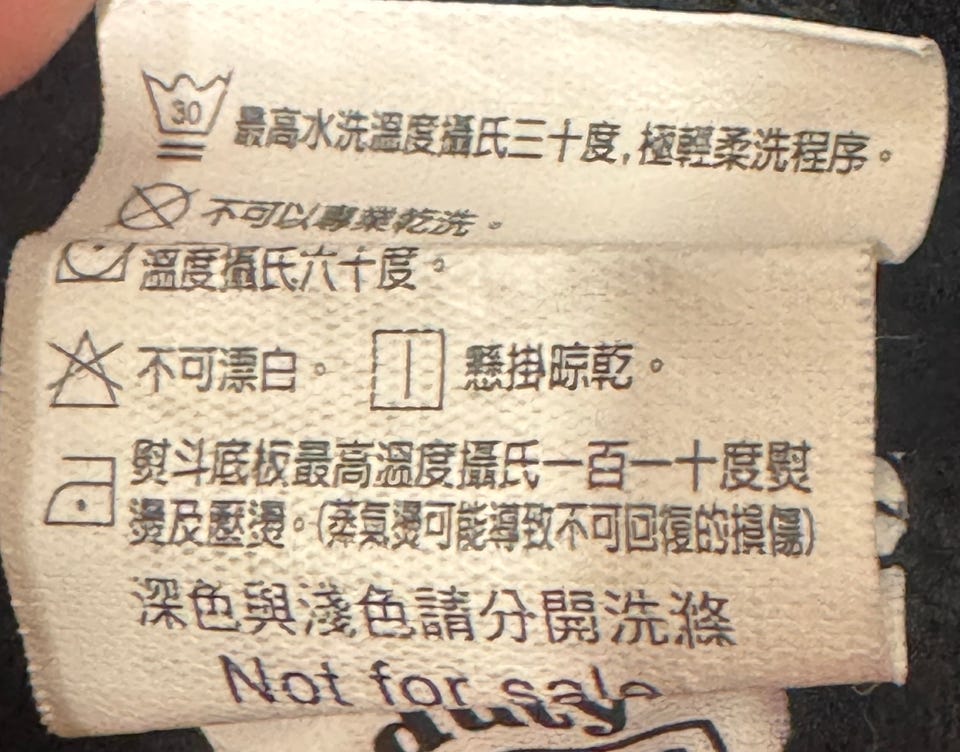 30 最高水洗溫度攝氏三十度,極輕柔洗程序。
不可以專業乾洗。
溫度攝氏六十度。
不可漂白。 懸掛晾乾。
熨斗底板最高溫度攝氏一百一十度熨
燙及壓燙。(蒸氣燙可能導致不可回復的損傷)
深色與淺色請分開洗滌
Not for sale
duty